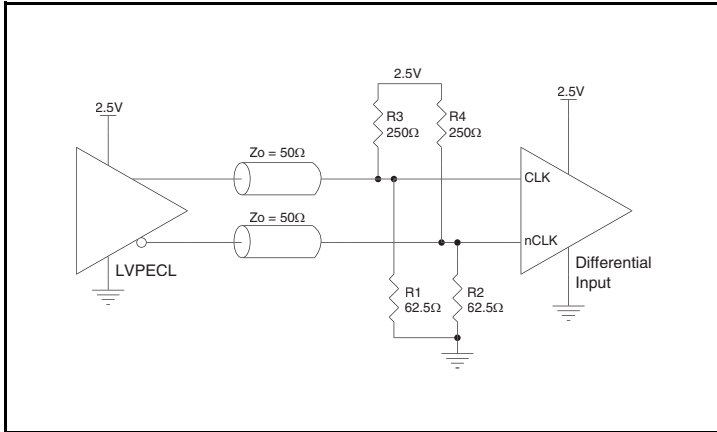 2.5V
2.5V
2.5V
R3
250Ω
R4
250Ω
Zo = 50Ω
CLK
Zo = 50Ω
nCLK
LVPECL
Differential
Input
R1
62.5Ω
R2
62.5Ω